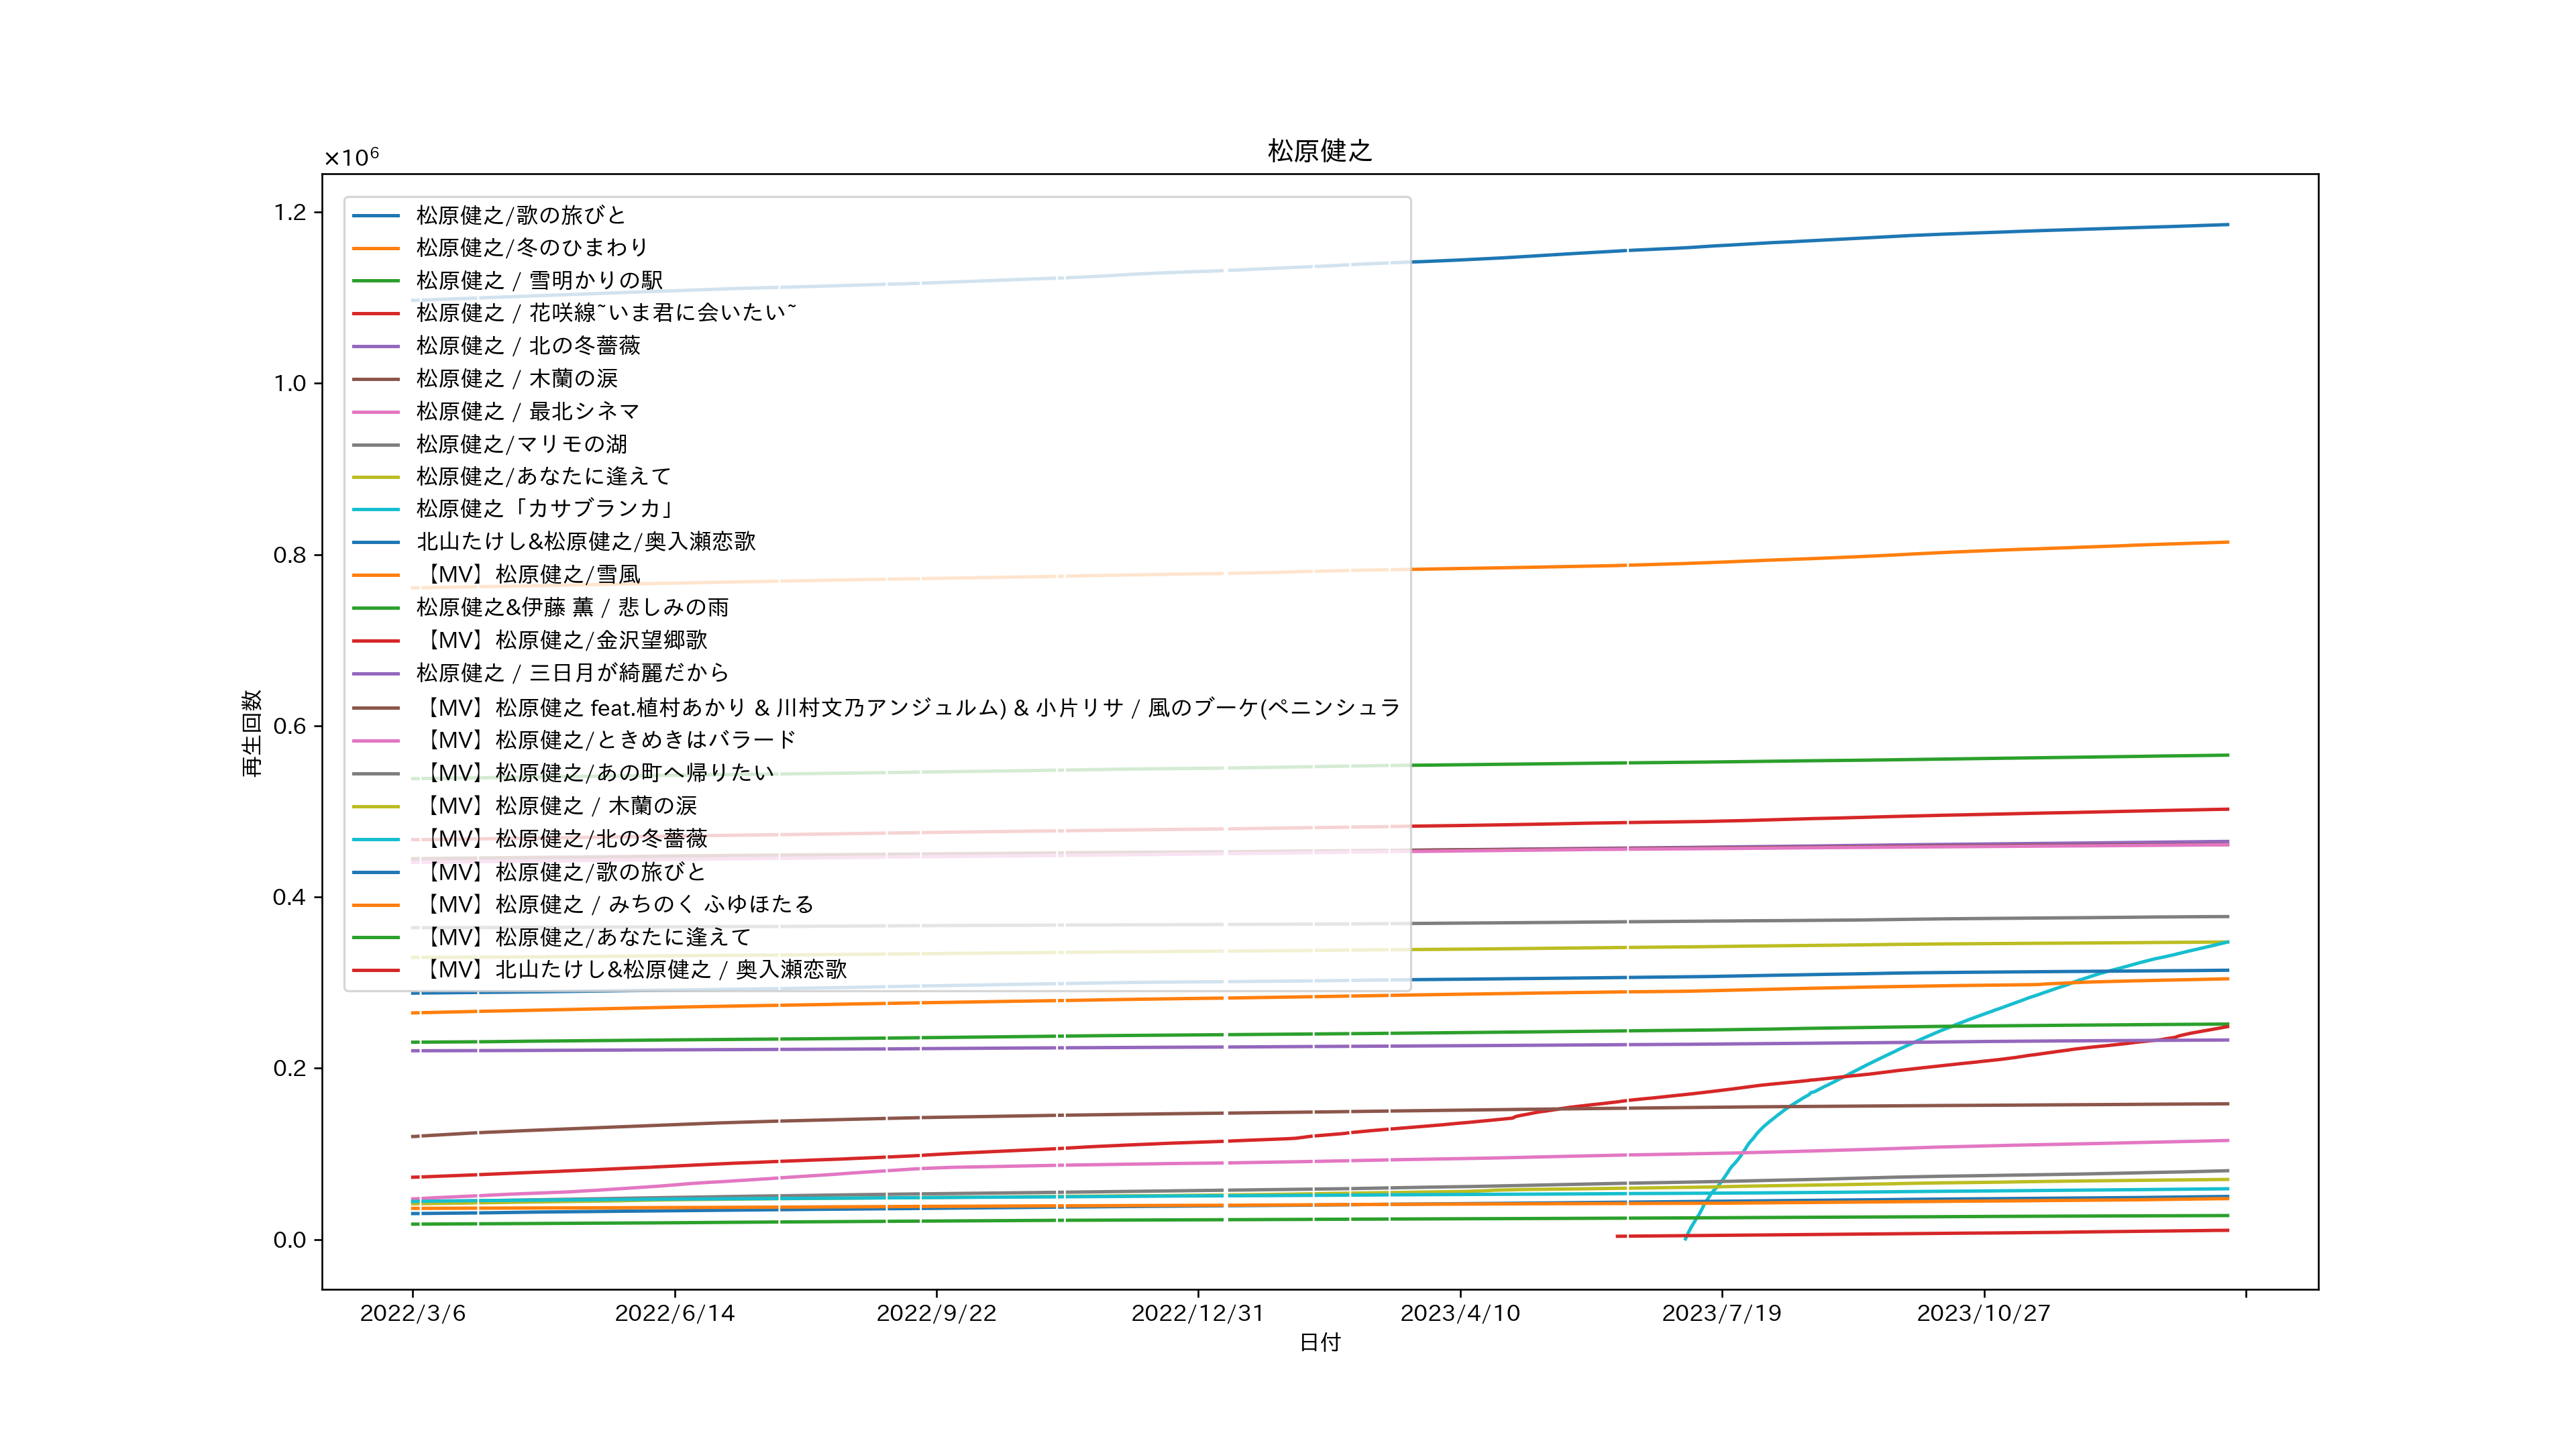 松原健之
×10⁶
1.2
1.0
0.8
0.6
0.4
0.2
0.0
再生回数
松原健之/歌の旅びと
松原健之/冬のひまわり
松原健之 / 雪明かりの駅
松原健之 / 花咲線~いま君に会いたい~
松原健之 / 北の冬薔薇
松原健之 / 木蘭の涙
松原健之 / 最北シネマ
松原健之/マリモの湖
松原健之/あなたに逢えて
松原健之「カサブランカ」
北山たけし&松原健之/奥入瀬恋歌
【MV】松原健之/雪風
松原健之&伊藤 薫 / 悲しみの雨
【MV】松原健之/金沢望郷歌
松原健之 / 三日月が綺麗だから
【MV】松原健之 feat.植村あかり & 川村文乃アンジュルム) & 小片リサ / 風のブーケ(ペニンシュラ
【MV】松原健之/ときめきはバラード
【MV】松原健之/あの町へ帰りたい
【MV】松原健之 / 木蘭の涙
【MV】松原健之/北の冬薔薇
【MV】松原健之/歌の旅びと
【MV】松原健之 / みちのく ふゆほたる
【MV】松原健之/あなたに逢えて
【MV】北山たけし&松原健之 / 奥入瀬恋歌
2022/3/6
2022/6/14
2022/9/22
2022/12/31
2023/4/10
2023/7/19
2023/10/27
日付